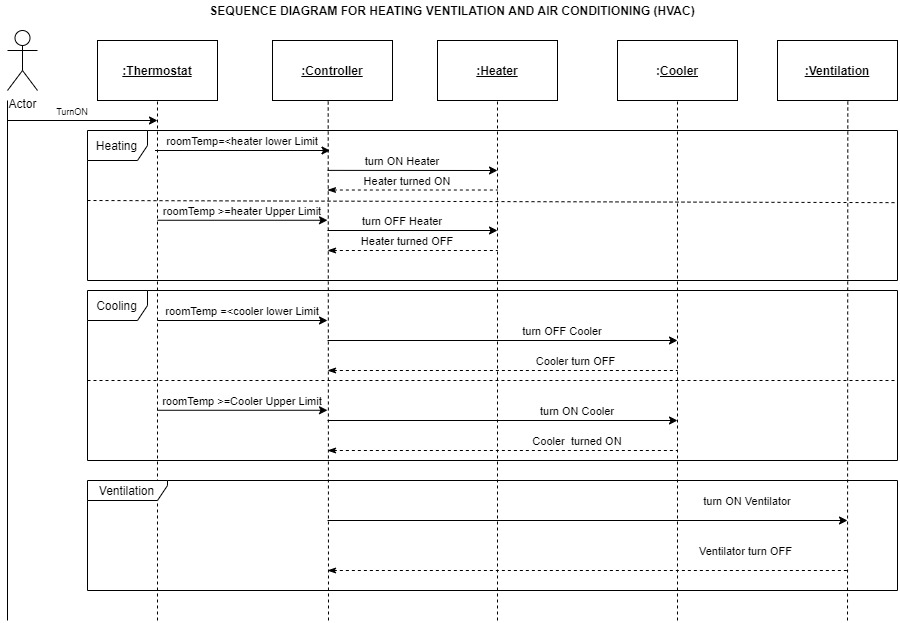 SEQUENCE DIAGRAM FOR HEATING VENTILATION AND AIR CONDITIONING (HVAC)
:Thermostat
:Controller
:Heater
:Cooler
:Ventilation
Actor
TurnON
Heating
roomTemp=<heater lower Limit
turn ON Heater
Heater turned ON
roomTemp >=heater Upper Limit
turn OFF Heater
Heater turned OFF
Cooling
roomTemp =<cooler lower Limit
turn OFF Cooler
Cooler turn OFF
roomTemp >=Cooler Upper Limit
turn ON Cooler
Cooler turned ON
Ventilation
turn ON Ventilator
Ventilator turn OFF